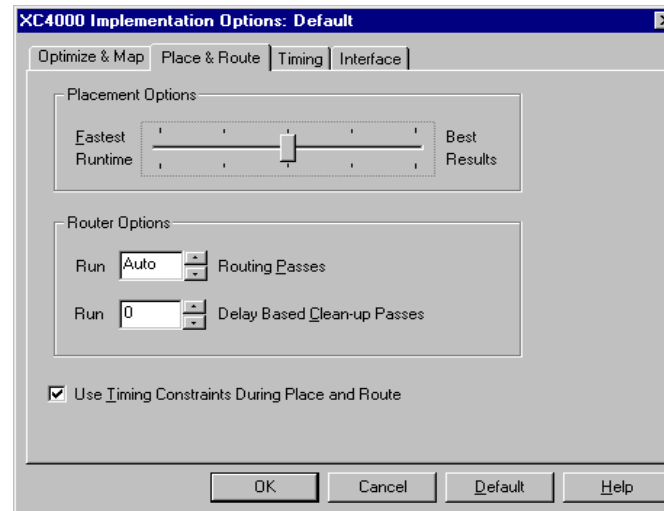 XC4000 Implementation Options: Default
Optimize & Map Place & Route Timing Interface
Placement Options
Fastest Runtime
Best Results
Router Options
Run Auto Routing Passes
Run 0 Delay Based Clean-up Passes
Use Timing Constraints During Place and Route
OK Cancel Default Help